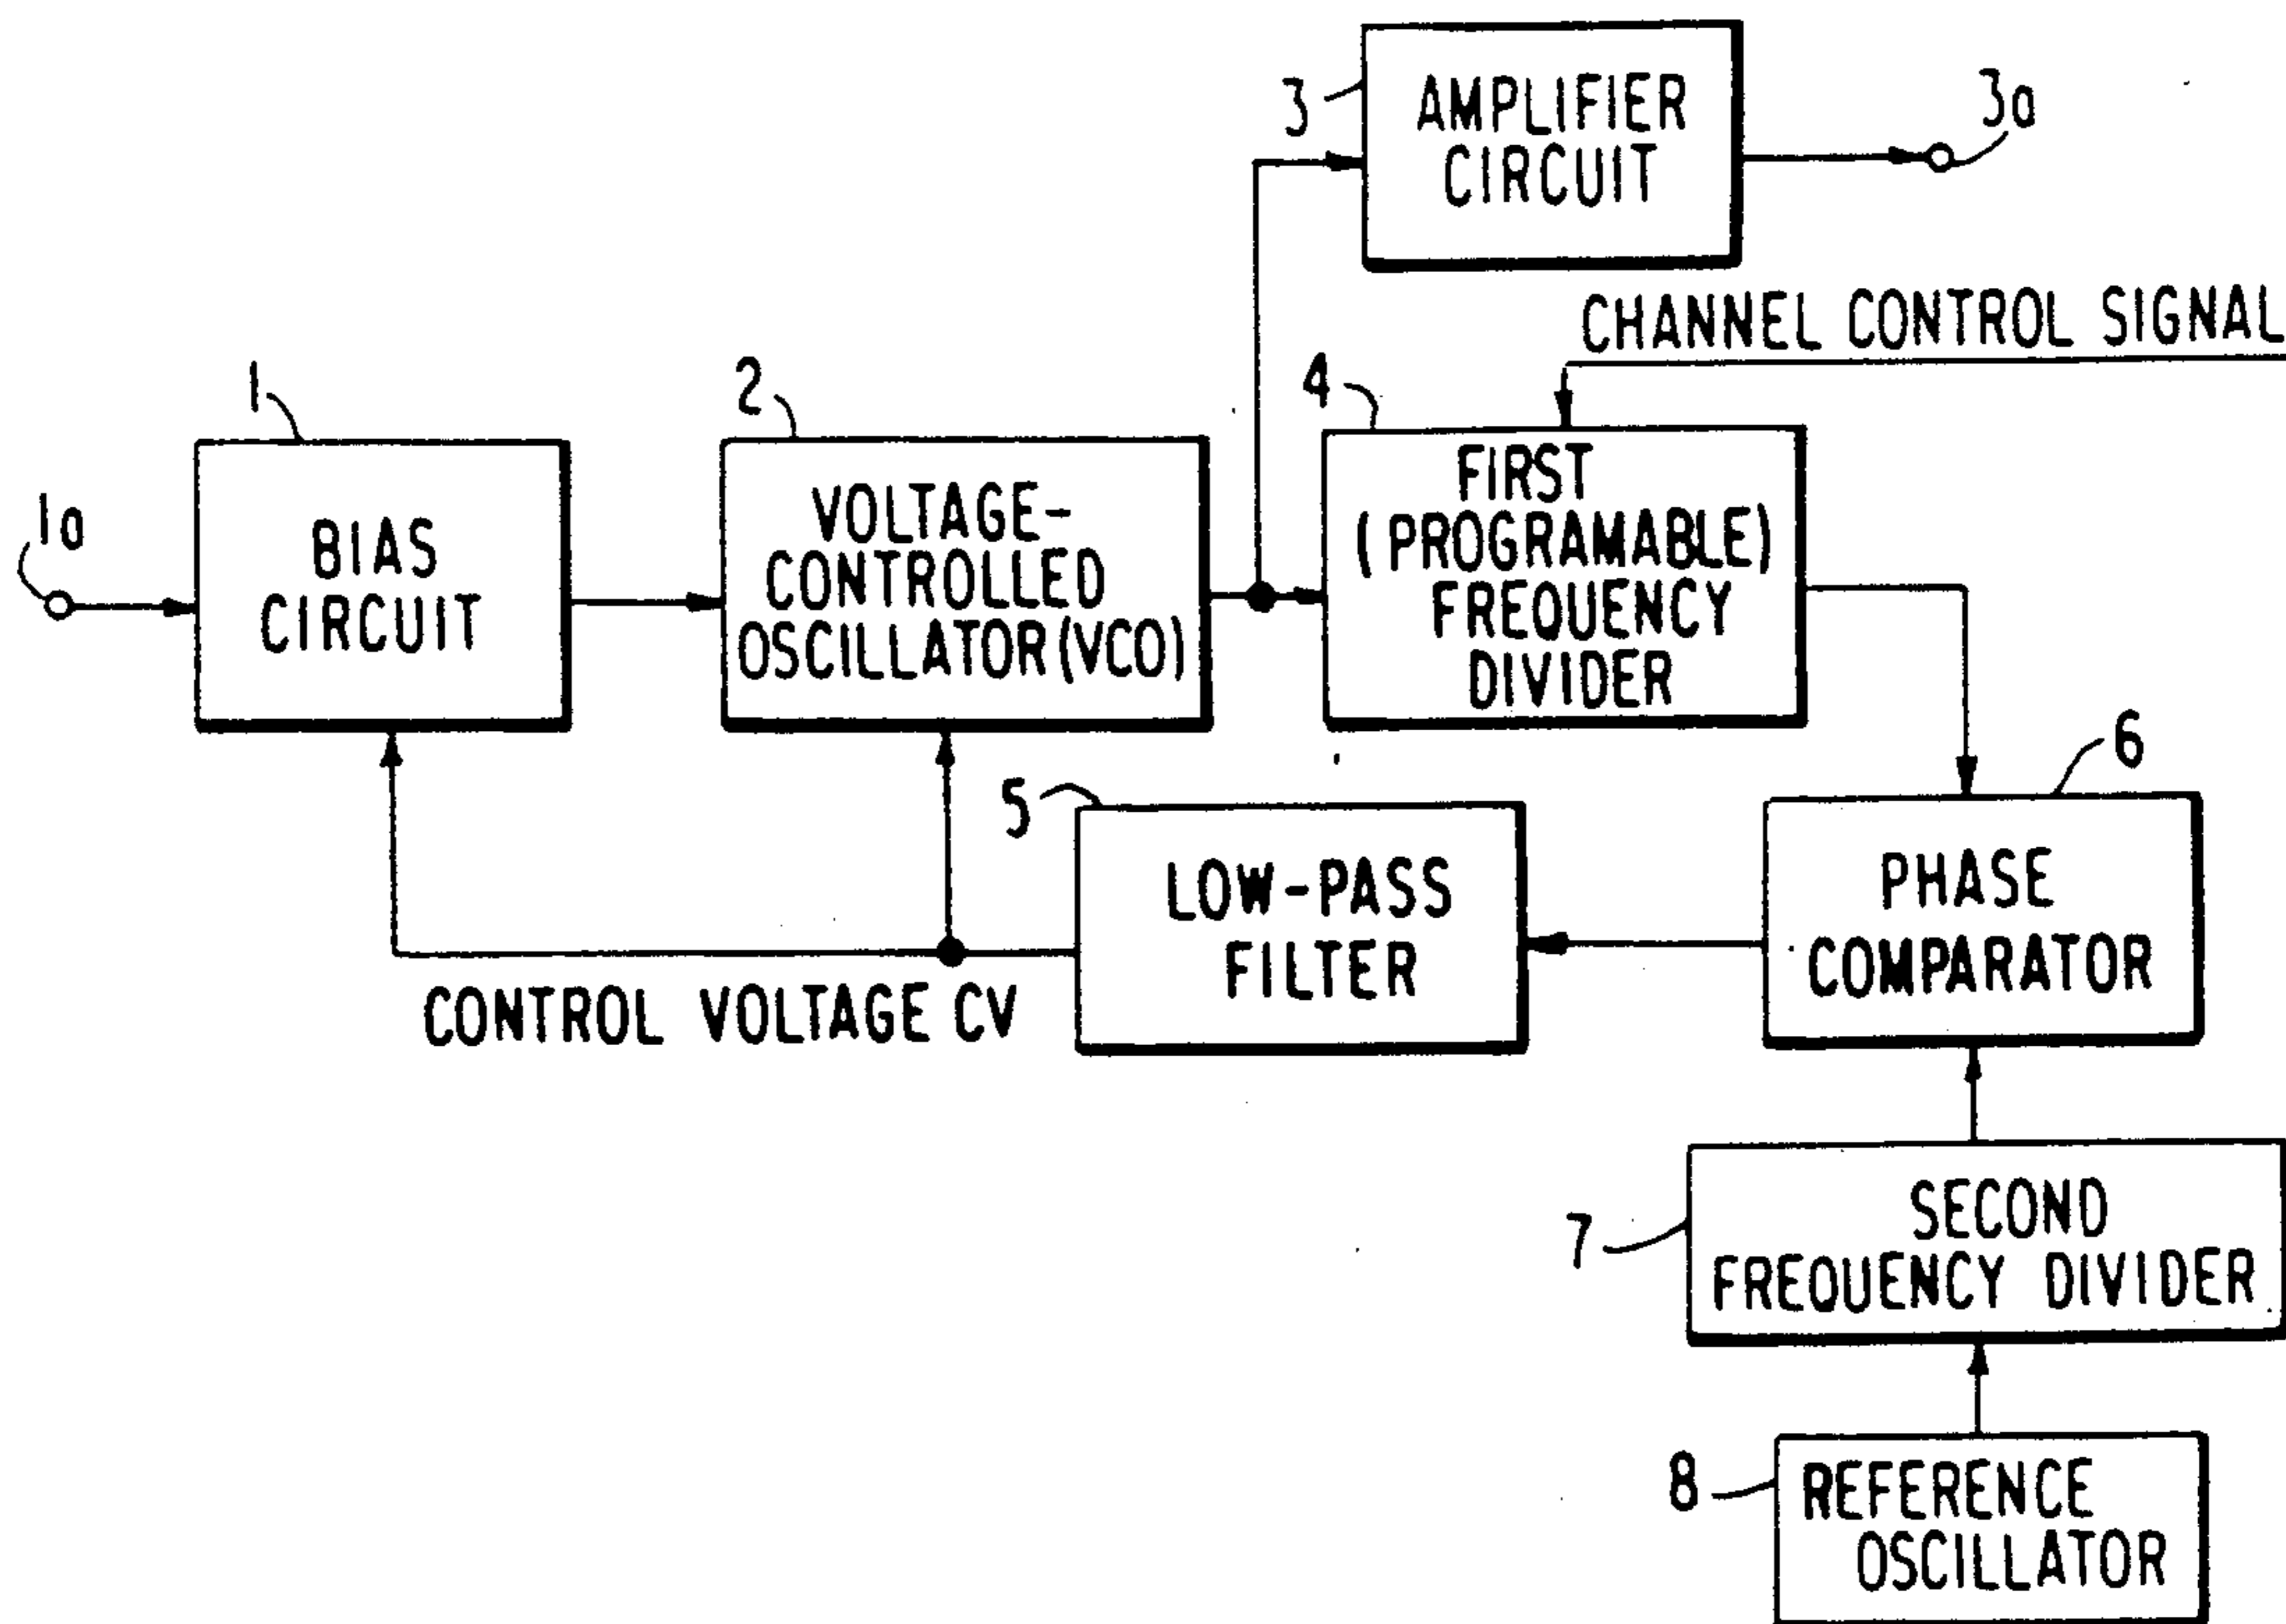 3
AMPLIFIER
CIRCUIT
3a
CHANNEL CONTROL SIGNAL
1a
1
BIAS
CIRCUIT
2
VOLTAGE-
CONTROLLED
OSCILLATOR (VCO)
4
FIRST
(PROGRAMABLE)
FREQUENCY
DIVIDER
5
LOW-PASS
FILTER
6
PHASE
COMPARATOR
CONTROL VOLTAGE CV
7
SECOND
FREQUENCY DIVIDER
8
REFERENCE
OSCILLATOR